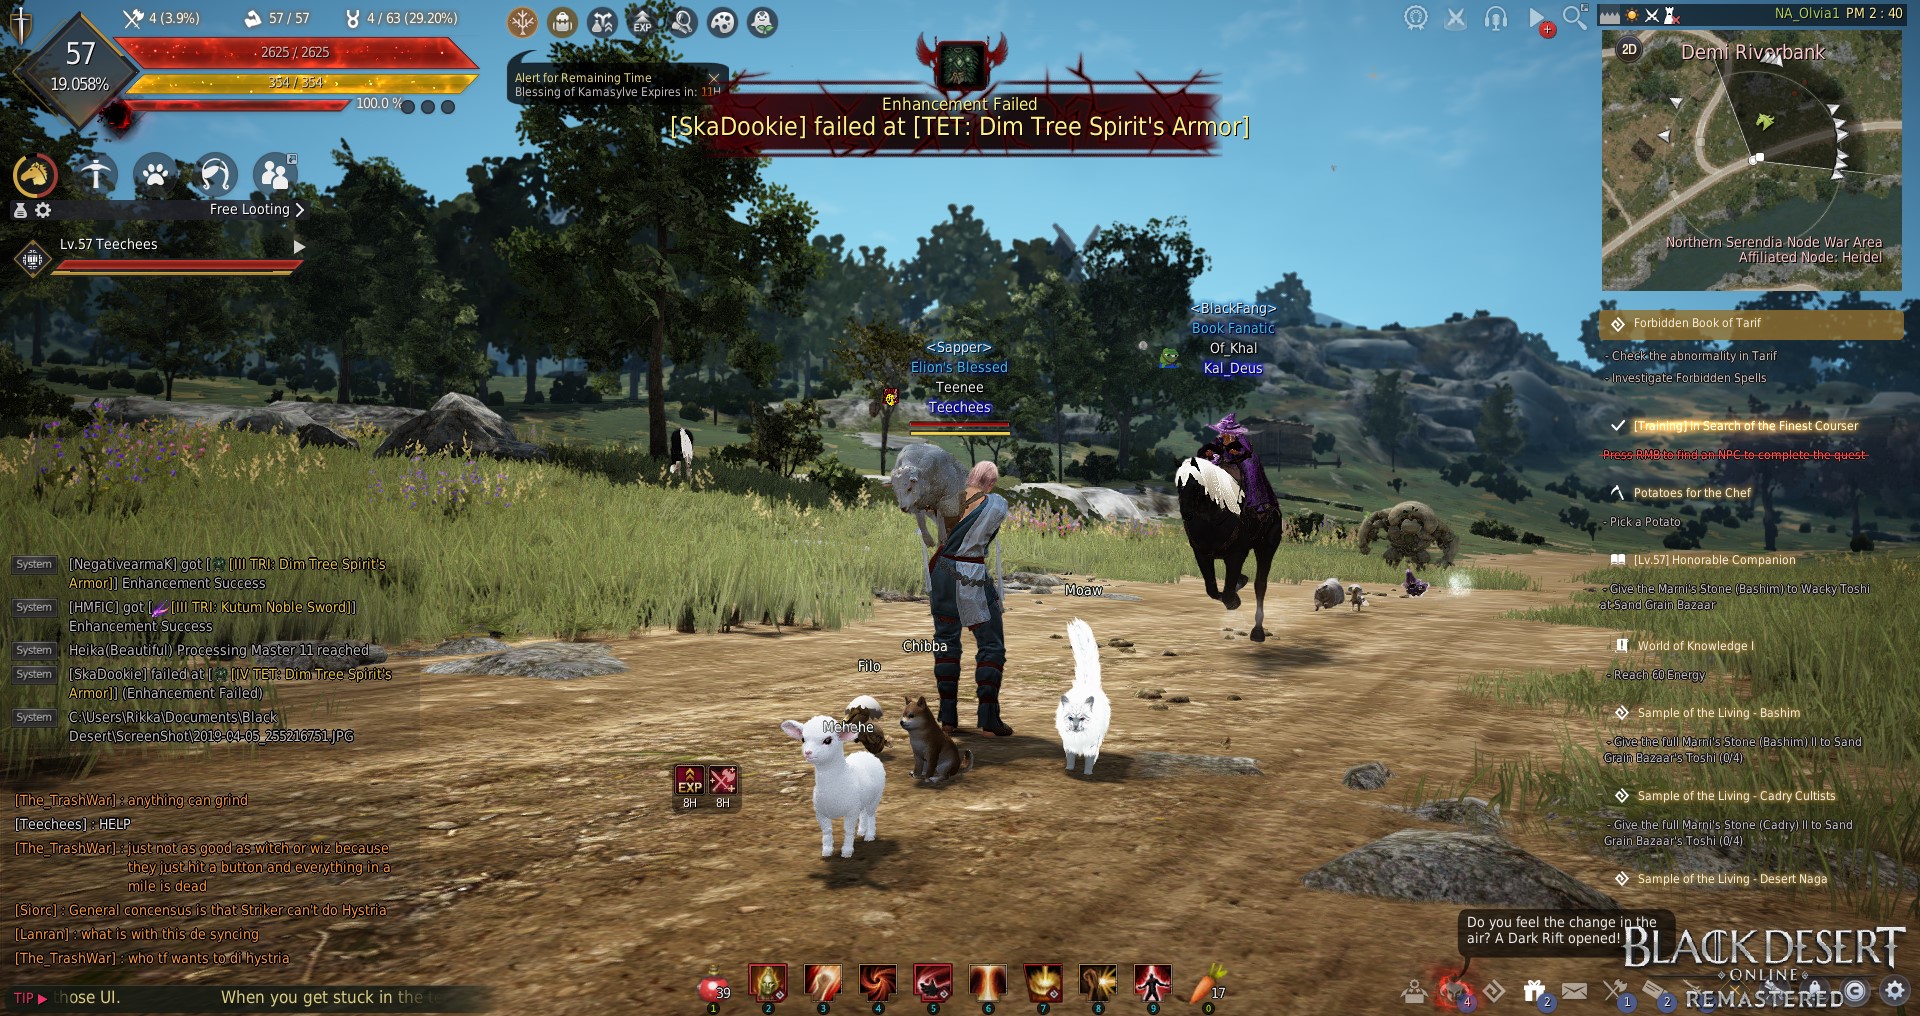 4 (3.9%)
57 / 57
4 / 63 (29.20%)
57
19.058%
2625 / 2625
354 / 354
100.0 %
EXP
Alert for Remaining Time
Blessing of Kamasylve Expires in: 11H
Enhancement Failed
[SkaDookie] failed at [TET: Dim Tree Spirit's Armor]
NA_Olvia1 PM 2 : 40
2D
Demi Riverbank
Northern Serendia Node War Area
Affiliated Node: Heidel
Free Looting
Lv.57 Teechees
<Sapper>
Elion's Blessed
Teenee
Teechees
<BlackFang>
Book Fanatic
Of_Khal
Kal_Deus
Forbidden Book of Tarif
- Check the abnormality in Tarif
- Investigate Forbidden Spells
[Training] In Search of the Finest Courser
Press RMB to find an NPC to complete the quest
Potatoes for the Chef
- Pick a Potato
[Lv.57] Honorable Companion
- Give the Marni's Stone (Bashim) to Wacky Toshi
at Sand Grain Bazaar
World of Knowledge I
- Reach 60 Energy
Sample of the Living - Bashim
- Give the full Marni's Stone (Bashim) II to Sand
Grain Bazaar's Toshi (0/4)
Sample of the Living - Cadry Cultists
- Give the full Marni's Stone (Cadry) II to Sand
Grain Bazaar's Toshi (0/4)
Sample of the Living - Desert Naga
System [NegativearmaK] got [[III TRI: Dim Tree Spirit's
Armor]] Enhancement Success
System [HMFIC] got [[III TRI: Kutum Noble Sword]]
Enhancement Success
System Heika(Beautiful) Processing Master 11 reached
System [SkaDookie] failed at [[IV TET: Dim Tree Spirit's
Armor]] (Enhancement Failed)
System C:\Users\Rikka\Documents\Black
Desert\ScreenShot\2019-04-05_255216751.JPG
Moaw
Chibba
Filo
Mehehe
EXP
8H 8H
[The_TrashWar] : anything can grind
[Teechees] : HELP
[The_TrashWar] : just not as good as witch or wiz because
they just hit a button and everything in a
mile is dead
[Siorc] : General concensus is that Striker can't do Hystria
[Lanran] : what is with this de syncing
[The_TrashWar] : who tf wants to di hystria
TIP hose UI. When you get stuck in the
39
17
1 2 3 4 5 6 7 8 9 0
Do you feel the change in the
air? A Dark Rift opened!
BLACK DESERT
ONLINE
REMASTERED
4 2 1 2